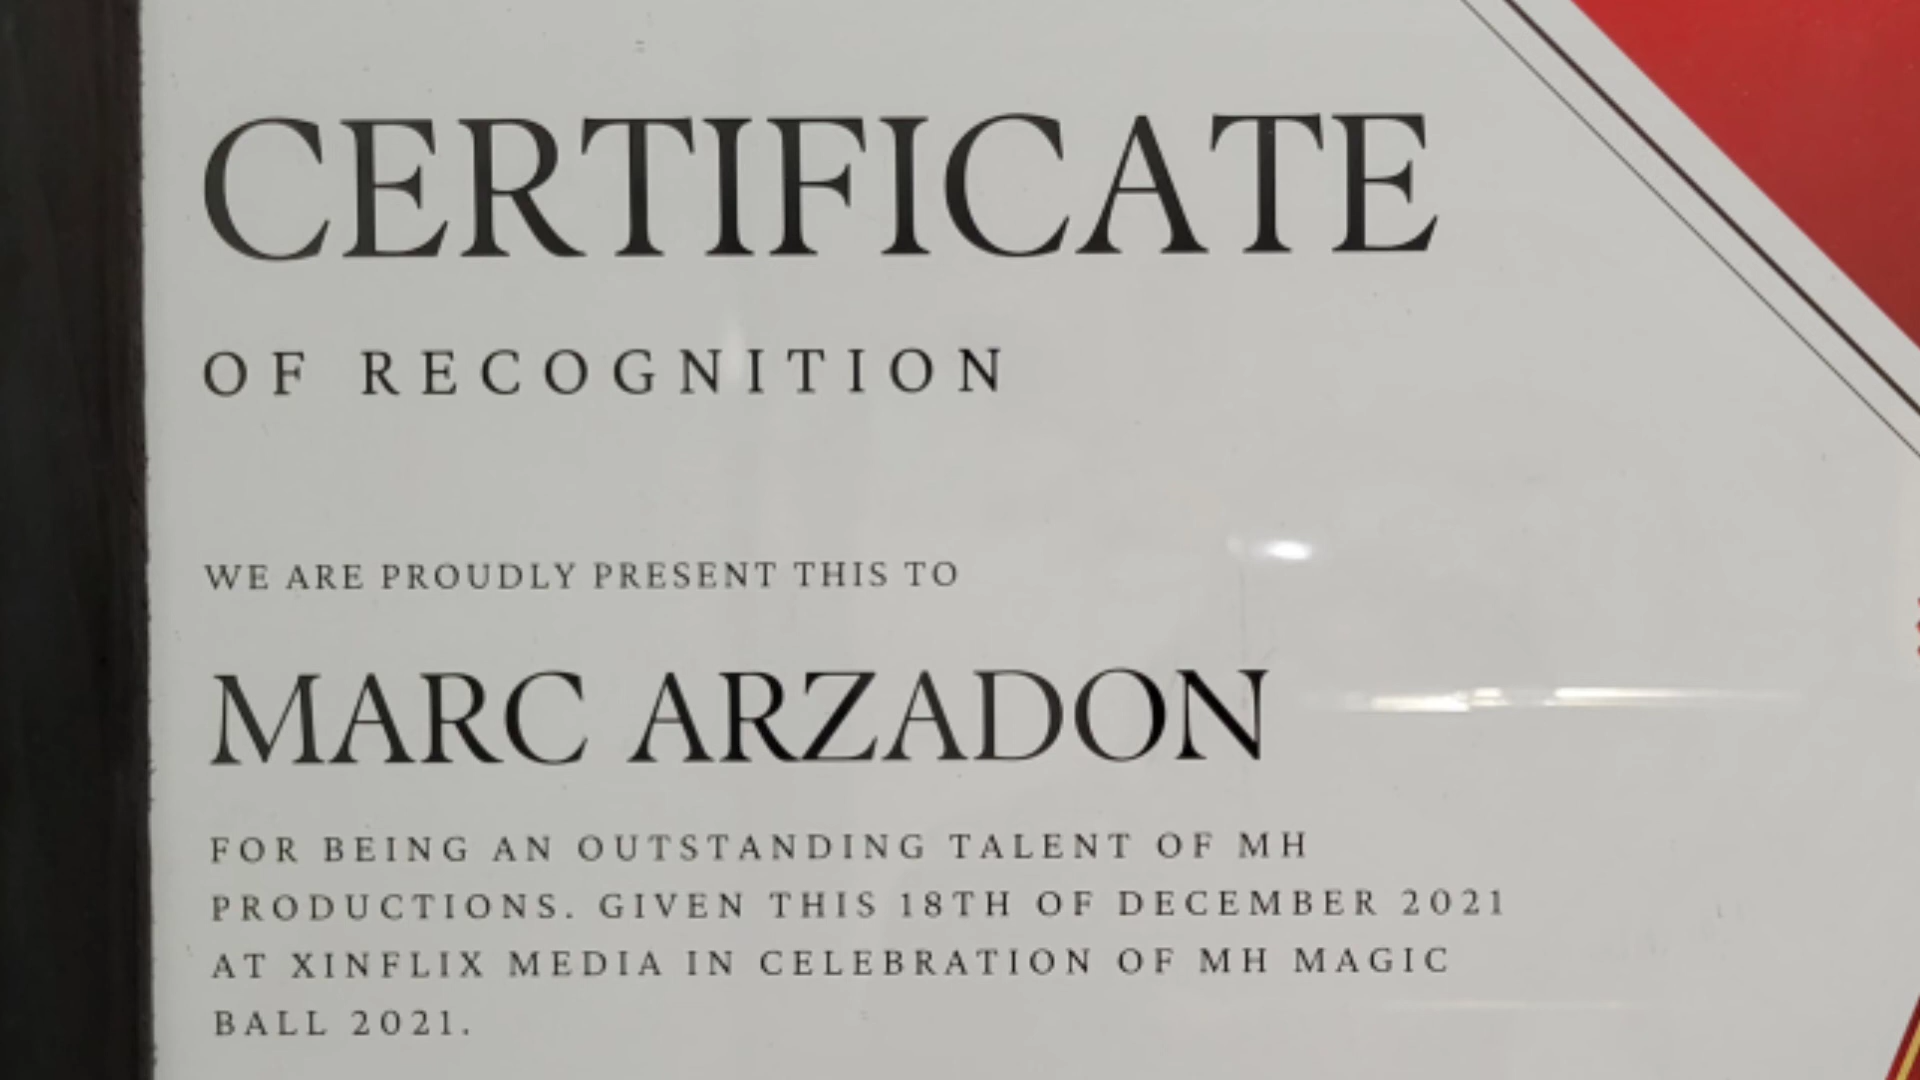 CERTIFICATE
OF RECOGNITION
WE ARE PROUDLY PRESENT THIS TO
MARC ARZADON
FOR BEING AN OUTSTANDING TALENT OF MH
PRODUCTIONS. GIVEN THIS 18TH OF DECEMBER 2021
AT XINFLIX MEDIA IN CELEBRATION OF MH MAGIC
BALL 2021.